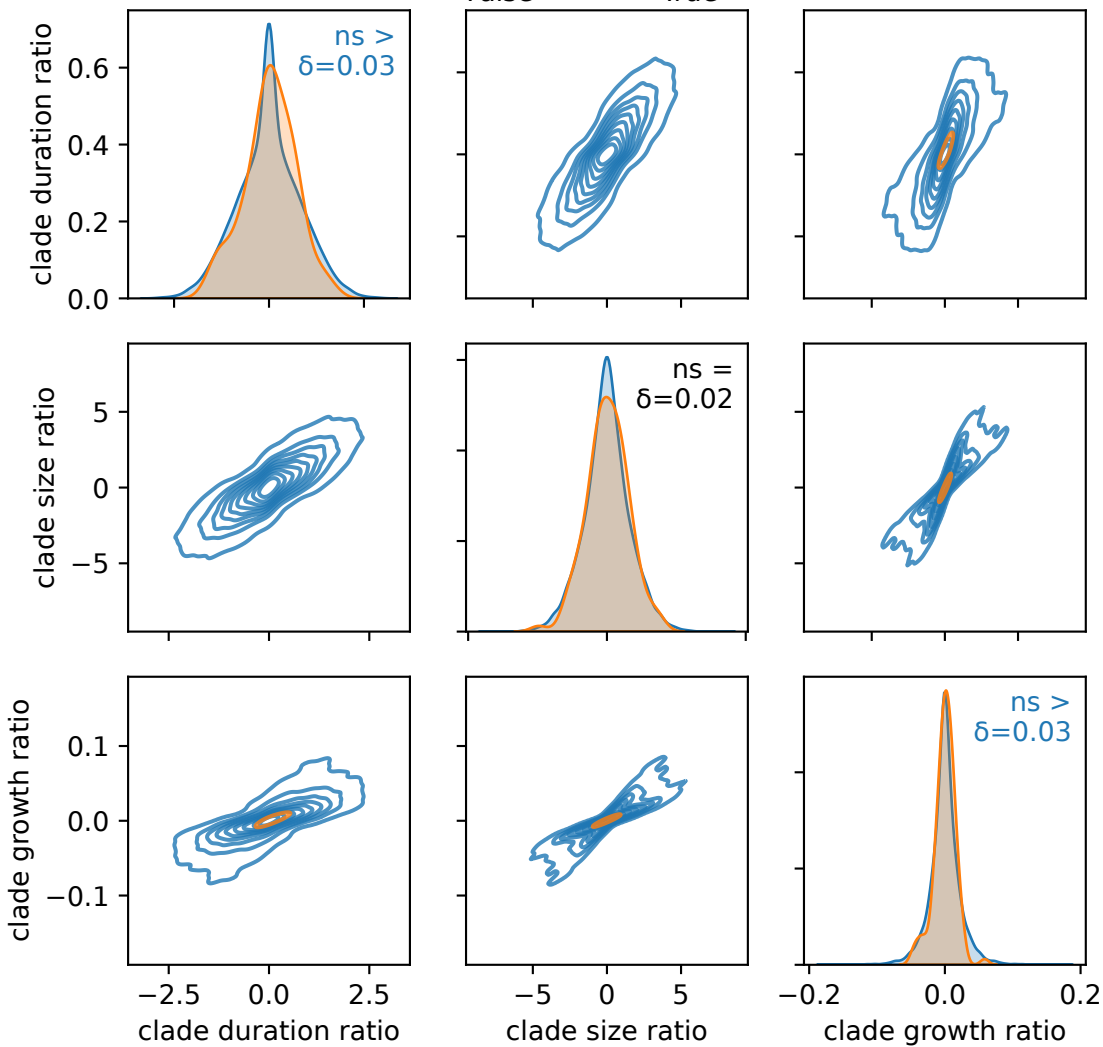 clade duration ratio
0.6
0.4
0.2
0.0
ns >
δ=0.03
clade size ratio
5
0
−5
ns =
δ=0.02
clade growth ratio
0.1
0.0
−0.1
ns >
δ=0.03
−2.5
0.0
2.5
−5
0
5
−0.2
0.0
0.2
clade duration ratio
clade size ratio
clade growth ratio